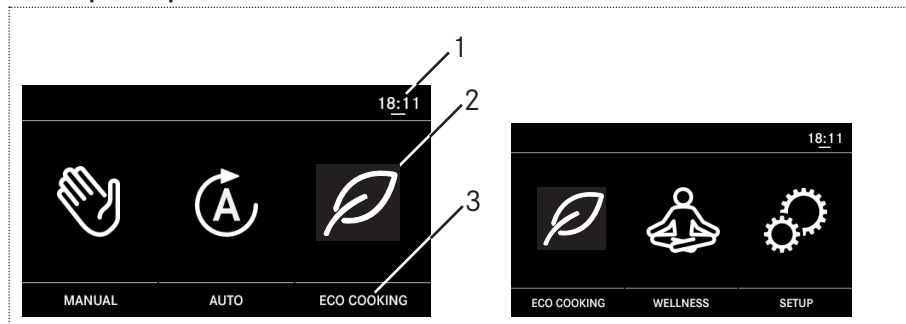 1
18:11
2
A
3
MANUAL AUTO ECO COOKING
18:11
ECO COOKING WELLNESS SETUP